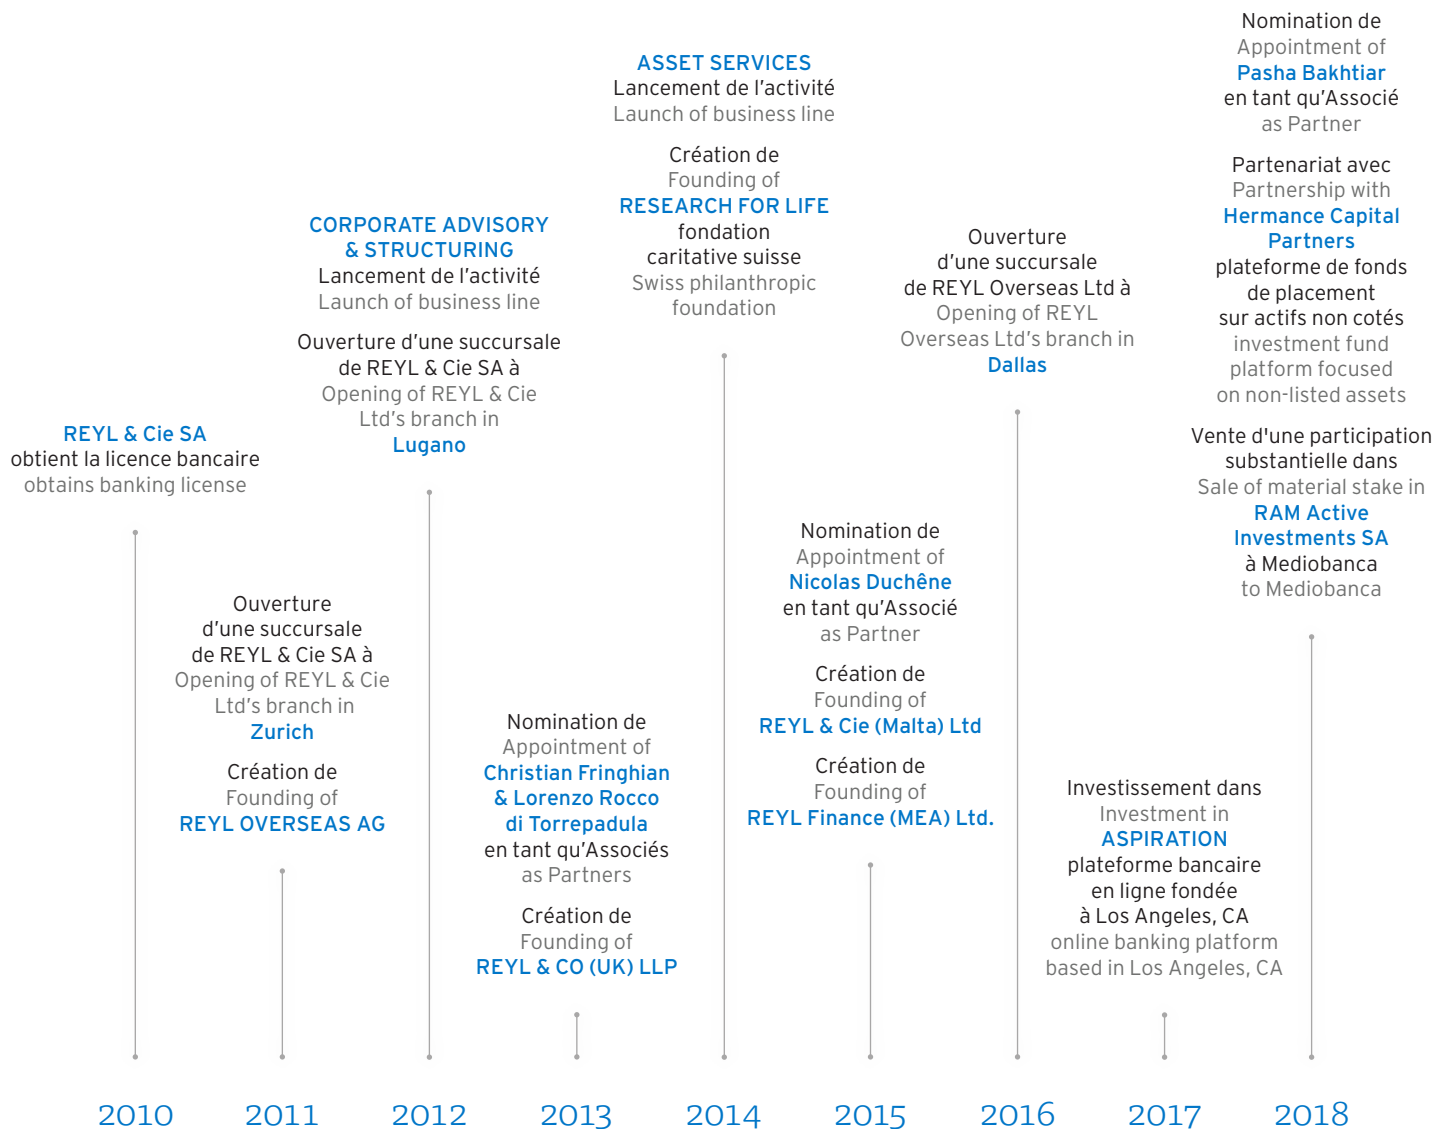 REYL & Cie SA
obtient la licence bancaire
obtains banking license
Ouverture
d'une succursale
de REYL & Cie SA à
Opening of REYL & Cie
Ltd's branch in
Zurich
Création de
Founding of
REYL OVERSEAS AG
CORPORATE ADVISORY
& STRUCTURING
Lancement de l'activité
Launch of business line
Ouverture d'une succursale
de REYL & Cie SA à
Opening of REYL & Cie
Ltd's branch in
Lugano
Nomination de
Appointment of
Christian Fringhian
& Lorenzo Rocco
di Torrepadula
en tant qu'Associés
as Partners
Création de
Founding of
REYL & CO (UK) LLP
ASSET SERVICES
Lancement de l'activité
Launch of business line
Création de
Founding of
RESEARCH FOR LIFE
fondation
caritative suisse
Swiss philanthropic
foundation
Nomination de
Appointment of
Nicolas Duchêne
en tant qu'Associé
as Partner
Création de
Founding of
REYL & Cie (Malta) Ltd
Création de
Founding of
REYL Finance (MEA) Ltd.
Ouverture
d'une succursale
de REYL Overseas Ltd à
Opening of REYL
Overseas Ltd's branch in
Dallas
Investissement dans
Investment in
ASPIRATION
plateforme bancaire
en ligne fondée
à Los Angeles, CA
online banking platform
based in Los Angeles, CA
Nomination de
Appointment of
Pasha Bakhtiar
en tant qu'Associé
as Partner
Partenariat avec
Partnership with
Hermance Capital
Partners
plateforme de fonds
de placement
sur actifs non cotés
investment fund
platform focused
on non-listed assets
Vente d'une participation
substantielle dans
Sale of material stake in
RAM Active
Investments SA
à Mediobanca
to Mediobanca
2010 2011 2012 2013 2014 2015 2016 2017 2018